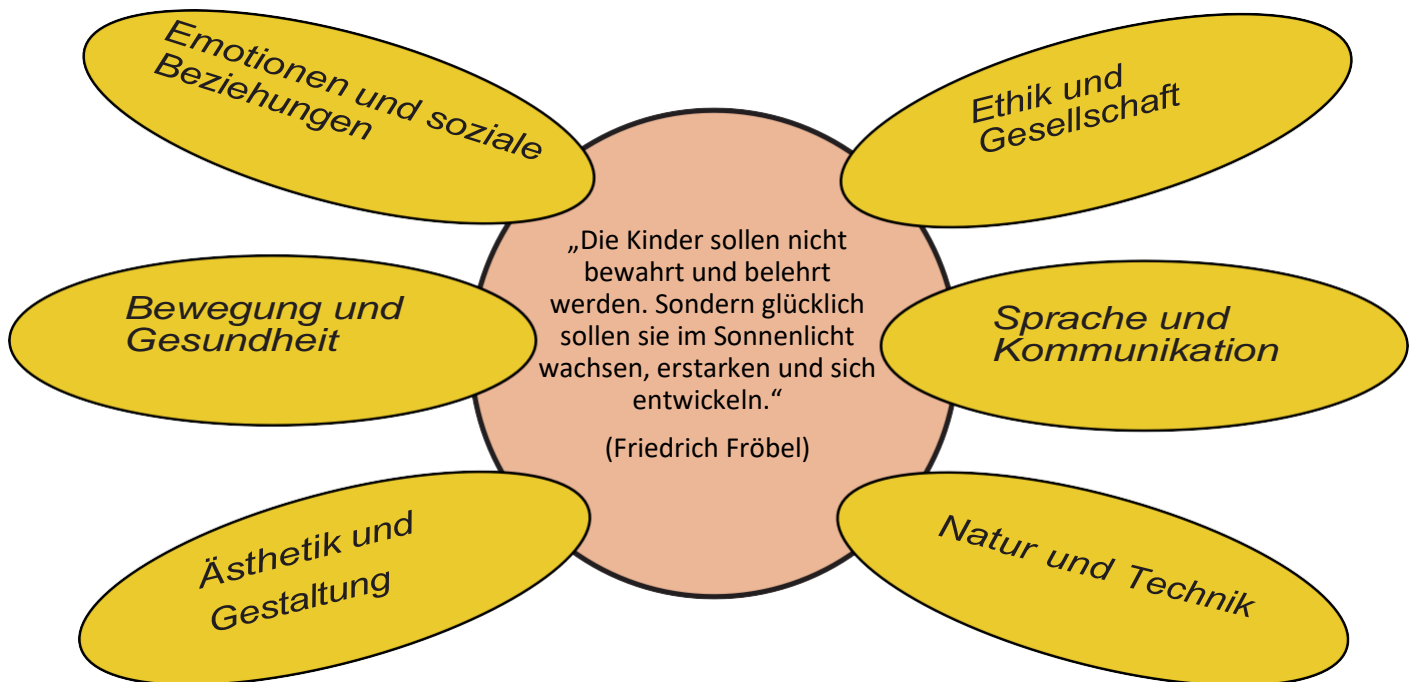 Emotionen und soziale
Beziehungen
Ethik und
Gesellschaft
„Die Kinder sollen nicht
bewahrt und belehrt
werden. Sondern glücklich
sollen sie im Sonnenlicht
wachsen, erstarken und sich
entwickeln.“
(Friedrich Fröbel)
Bewegung und
Gesundheit
Sprache und
Kommunikation
Ästhetik und
Gestaltung
Natur und Technik